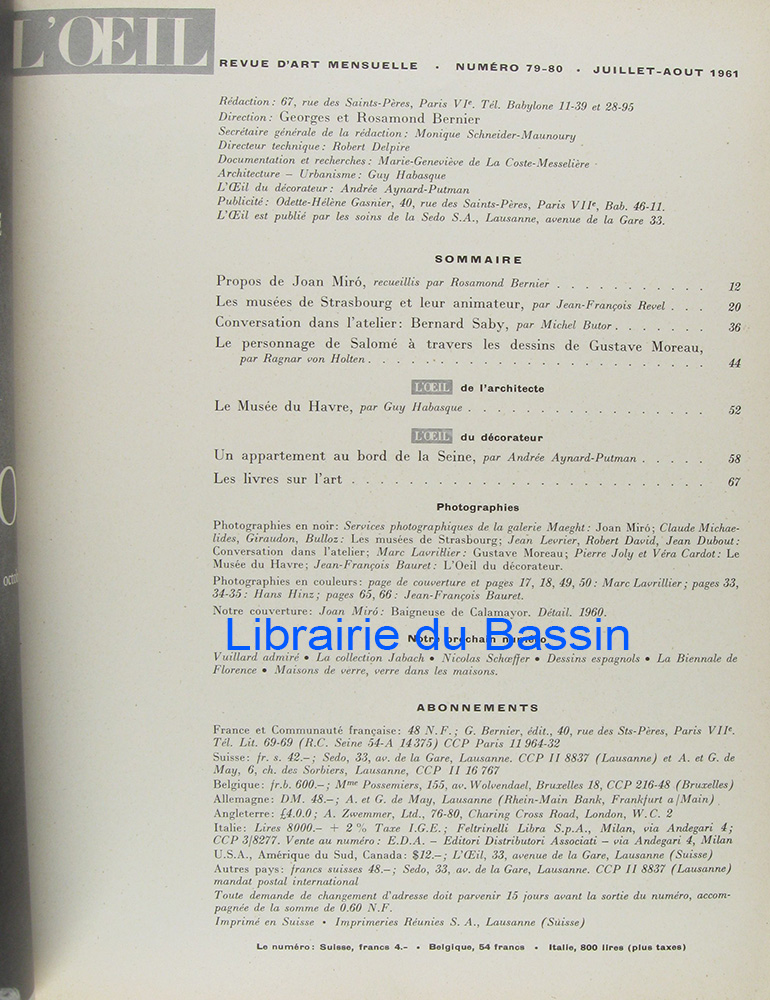 L'ŒIL
REVUE D'ART MENSUELLE • NUMÉRO 79-80 • JUILLET-AOUT 1961
Rédaction: 67, rue des Saints-Pères, Paris VIe. Tél. Babylone 11-39 et 28-95
Direction: Georges et Rosamond Bernier
Secrétaire générale de la rédaction: Monique Schneider-Maunoury
Directeur technique: Robert Delpire
Documentation et recherches: Marie-Geneviève de La Coste-Messelière
Architecture – Urbanisme: Guy Habasque
L'Œil du décorateur: Andrée Aynard-Putman
Publicité: Odette-Hélène Gasnier, 40, rue des Saints-Pères, Paris VIIe, Bab. 46-11.
L'Œil est publié par les soins de la Sedo S.A., Lausanne, avenue de la Gare 33.
SOMMAIRE
Propos de Joan Miró, recueillis par Rosamond Bernier . . . . . . . . . . . 12
Les musées de Strasbourg et leur animateur, par Jean-François Revel . . . 20
Conversation dans l'atelier: Bernard Saby, par Michel Butor . . . . . . . 36
Le personnage de Salomé à travers les dessins de Gustave Moreau,
par Ragnar von Holten . . . . . . . . . . . . . . . . . . . . . . . 44
L'ŒIL de l'architecte
Le Musée du Havre, par Guy Habasque . . . . . . . . . . . . . . . . 52
L'ŒIL du décorateur
Un appartement au bord de la Seine, par Andrée Aynard-Putman . . . . . 58
Les livres sur l'art . . . . . . . . . . . . . . . . . . . . . . . . 67
Photographies
Photographies en noir: Services photographiques de la galerie Maeght: Joan Miró; Claude Michae-
lides, Giraudon, Bulloz: Les musées de Strasbourg; Jean Levrier, Robert David, Jean Dubout:
Conversation dans l'atelier; Marc Lavrillier: Gustave Moreau; Pierre Joly et Véra Cardot: Le
Musée du Havre; Jean-François Bauret: L'Oeil du décorateur.
Photographies en couleurs: page de couverture et pages 17, 18, 49, 50: Marc Lavrillier; pages 33,
34-35: Hans Hinz; pages 65, 66: Jean-François Bauret.
Notre couverture: Joan Miró: Baigneuse de Calamayor. Détail. 1960.
Librairie du Bassin
Notre prochain numéro
Vuillard admiré • La collection Jabach • Nicolas Schœffer • Dessins espagnols • La Biennale de
Florence • Maisons de verre, verre dans les maisons.
ABONNEMENTS
France et Communauté française: 48 N.F.; G. Bernier, édit., 40, rue des Sts-Pères, Paris VIIe.
Tél. Lit. 69-69 (R.C. Seine 54-A 14375) CCP Paris 11 964-32
Suisse: fr. s. 42.–; Sedo, 33, av. de la Gare, Lausanne. CCP II 8837 (Lausanne) et A. et G. de
May, 6, ch. des Sorbiers, Lausanne, CCP II 16 767
Belgique: fr.b. 600.–; Mme Possemiers, 155, av. Wolvendael, Bruxelles 18, CCP 216-48 (Bruxelles)
Allemagne: DM. 48.–; A. et G. de May, Lausanne (Rhein-Main Bank, Frankfurt a/Main)
Angleterre: £4.0.0; A. Zwemmer, Ltd., 76-80, Charing Cross Road, London, W.C. 2
Italie: Lires 8000.– + 2% Taxe I.G.E.; Feltrinelli Libra S.p.A., Milan, via Andegari 4;
CCP 3/8277. Vente au numéro: E.D.A. – Editori Distributori Associati – via Andegari 4, Milan
U.S.A., Amérique du Sud, Canada: $12.–; L'Œil, 33, avenue de la Gare, Lausanne (Suisse)
Autres pays: francs suisses 48.–; Sedo, 33, av. de la Gare, Lausanne. CCP II 8837 (Lausanne)
mandat postal international
Toute demande de changement d'adresse doit parvenir 15 jours avant la sortie du numéro, accom-
pagnée de la somme de 0.60 N.F.
Imprimé en Suisse • Imprimeries Réunies S. A., Lausanne (Suisse)
Le numéro: Suisse, francs 4.– • Belgique, 54 francs • Italie, 800 lires (plus taxes)